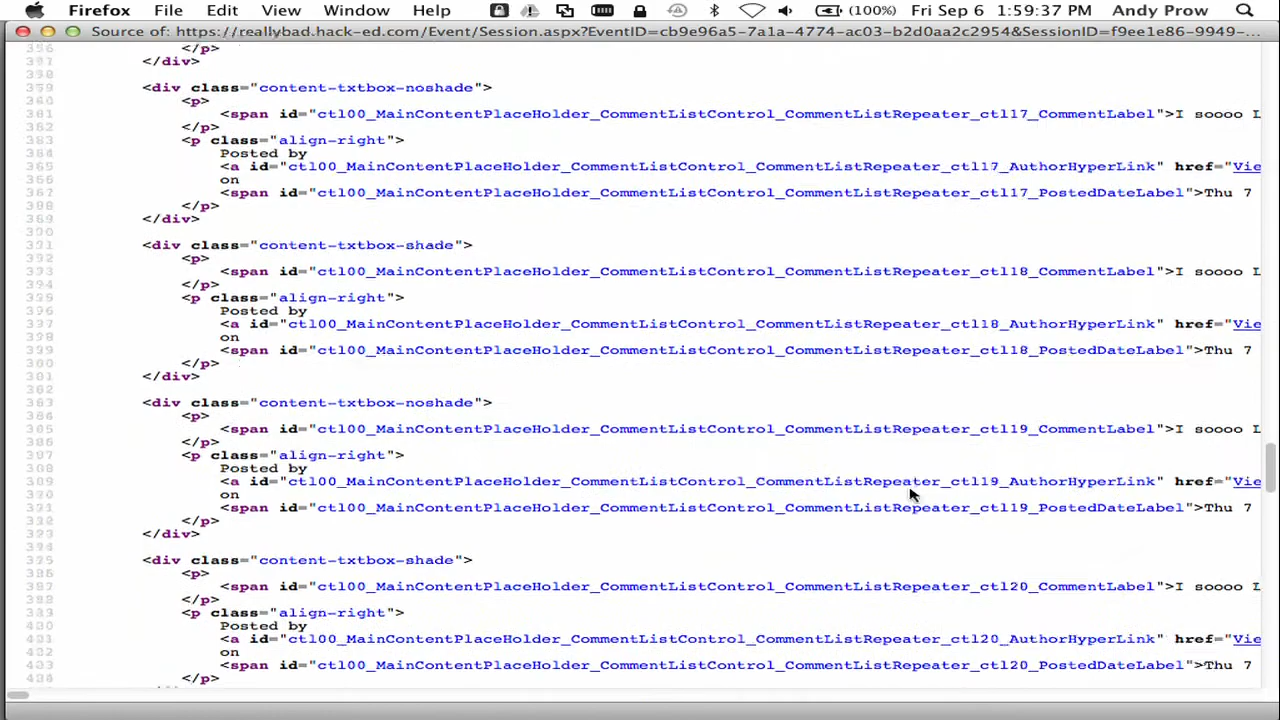 Firefox File Edit View Window Help (100%) Fri Sep 6 1:59:37 PM Andy Prow
Source of: https://reallybad.hack-ed.com/Event/Session.aspx?EventID=cb9e96a5-7a1a-4774-ac03-b2d0aa2c2954&SessionID=f9ee1e86-9949-...
</p>
</div>
<div class="content-txtbox-noshade">
<p>
<span id="ctl00_MainContentPlaceHolder_CommentListControl_CommentListRepeater_ctl17_CommentLabel">I soooo L
</p>
<p class="align-right">
Posted by
<a id="ctl00_MainContentPlaceHolder_CommentListControl_CommentListRepeater_ctl17_AuthorHyperLink" href="Vie
on
<span id="ctl00_MainContentPlaceHolder_CommentListControl_CommentListRepeater_ctl17_PostedDateLabel">Thu 7
</p>
</div>
<div class="content-txtbox-shade">
<p>
<span id="ctl00_MainContentPlaceHolder_CommentListControl_CommentListRepeater_ctl18_CommentLabel">I soooo L
</p>
<p class="align-right">
Posted by
<a id="ctl00_MainContentPlaceHolder_CommentListControl_CommentListRepeater_ctl18_AuthorHyperLink" href="Vie
on
<span id="ctl00_MainContentPlaceHolder_CommentListControl_CommentListRepeater_ctl18_PostedDateLabel">Thu 7
</p>
</div>
<div class="content-txtbox-noshade">
<p>
<span id="ctl00_MainContentPlaceHolder_CommentListControl_CommentListRepeater_ctl19_CommentLabel">I soooo L
</p>
<p class="align-right">
Posted by
<a id="ctl00_MainContentPlaceHolder_CommentListControl_CommentListRepeater_ctl19_AuthorHyperLink" href="Vie
on
<span id="ctl00_MainContentPlaceHolder_CommentListControl_CommentListRepeater_ctl19_PostedDateLabel">Thu 7
</p>
</div>
<div class="content-txtbox-shade">
<p>
<span id="ctl00_MainContentPlaceHolder_CommentListControl_CommentListRepeater_ctl20_CommentLabel">I soooo L
</p>
<p class="align-right">
Posted by
<a id="ctl00_MainContentPlaceHolder_CommentListControl_CommentListRepeater_ctl20_AuthorHyperLink" href="Vie
on
<span id="ctl00_MainContentPlaceHolder_CommentListControl_CommentListRepeater_ctl20_PostedDateLabel">Thu 7
</p>